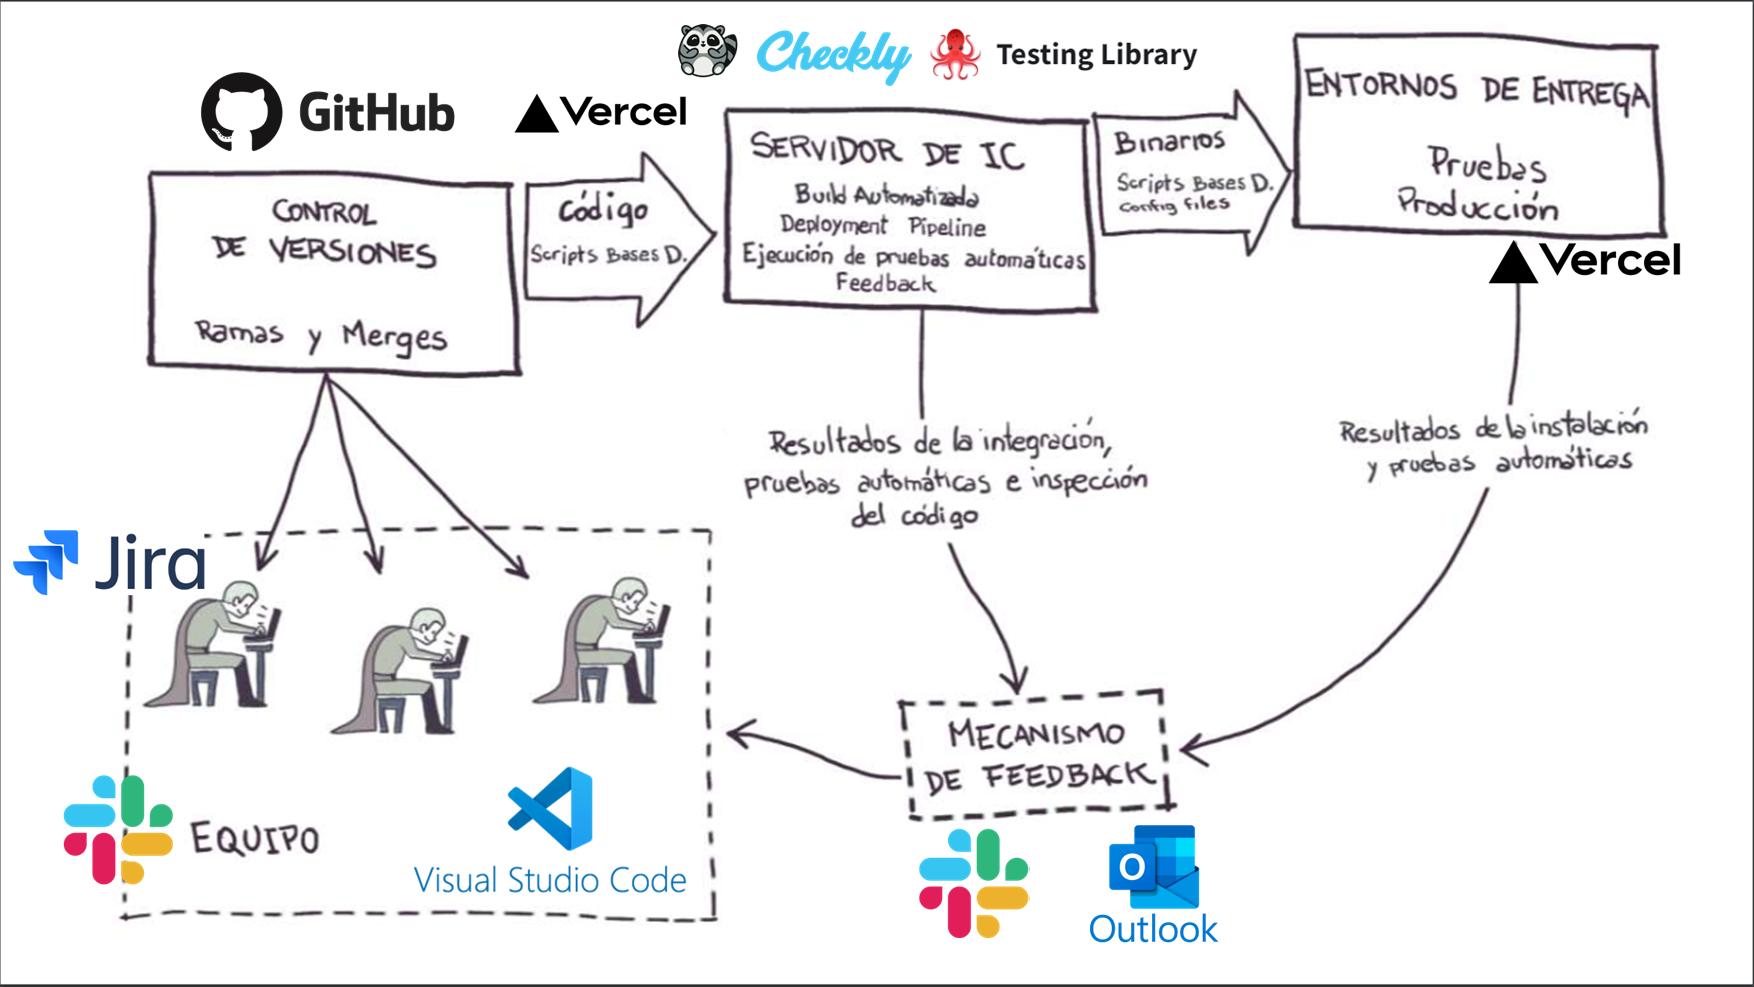 Checkly
Testing Library
GitHub
Vercel
CONTROL
DE VERSIONES
Ramas y Merges
Código
Scripts Bases D.
SERVIDOR DE IC
Build Automatizada
Deployment Pipeline
Ejecución de pruebas automáticas
Feedback
Binarios
Scripts Bases D.
Config files
ENTORNOS DE ENTREGA
Pruebas
Producción
Vercel
Resultados de la integración,
pruebas automáticas e inspección
del código
Resultados de la instalación
y pruebas automáticas
Jira
EQUIPO
Visual Studio Code
MECANISMO
DE FEEDBACK
O
Outlook